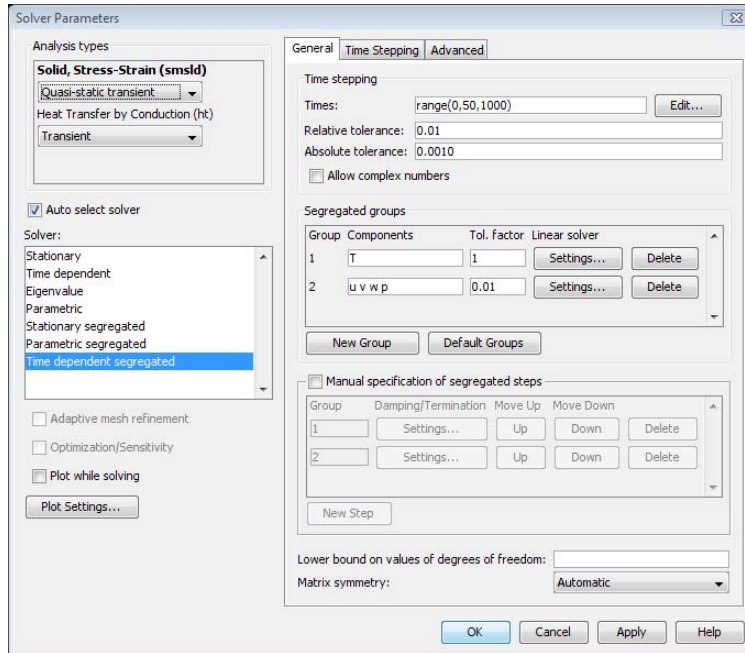 Solver Parameters
Analysis types
Solid, Stress-Strain (smsld)
Quasi-static transient
Heat Transfer by Conduction (ht)
Transient
Auto select solver
Solver:
Stationary
Time dependent
Eigenvalue
Parametric
Stationary segregated
Parametric segregated
Time dependent segregated
Adaptive mesh refinement
Optimization/Sensitivity
Plot while solving
Plot Settings...
General Time Stepping Advanced
Time stepping
Times: range(0,50,1000) Edit...
Relative tolerance: 0.01
Absolute tolerance: 0.0010
Allow complex numbers
Segregated groups
Group Components Tol. factor Linear solver
1 T 1 Settings... Delete
2 u v w p 0.01 Settings... Delete
New Group Default Groups
Manual specification of segregated steps
Group Damping/Termination Move Up Move Down
1 Settings... Up Down Delete
2 Settings... Up Down Delete
New Step
Lower bound on values of degrees of freedom:
Matrix symmetry: Automatic
OK Cancel Apply Help